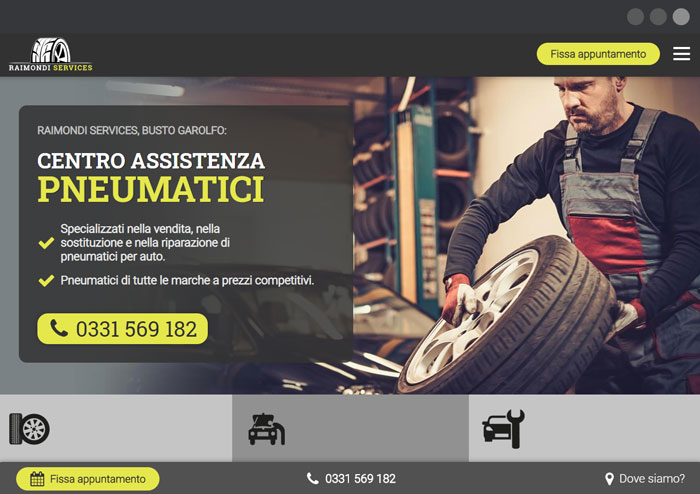 RAIMONDI SERVICES
Fissa appuntamento
RAIMONDI SERVICES, BUSTO GAROLFO:
CENTRO ASSISTENZA
PNEUMATICI
Specializzati nella vendita, nella
sostituzione e nella riparazione di
pneumatici per auto.
Pneumatici di tutte le marche a prezzi competitivi.
0331 569 182
Fissa appuntamento
0331 569 182
Dove siamo?